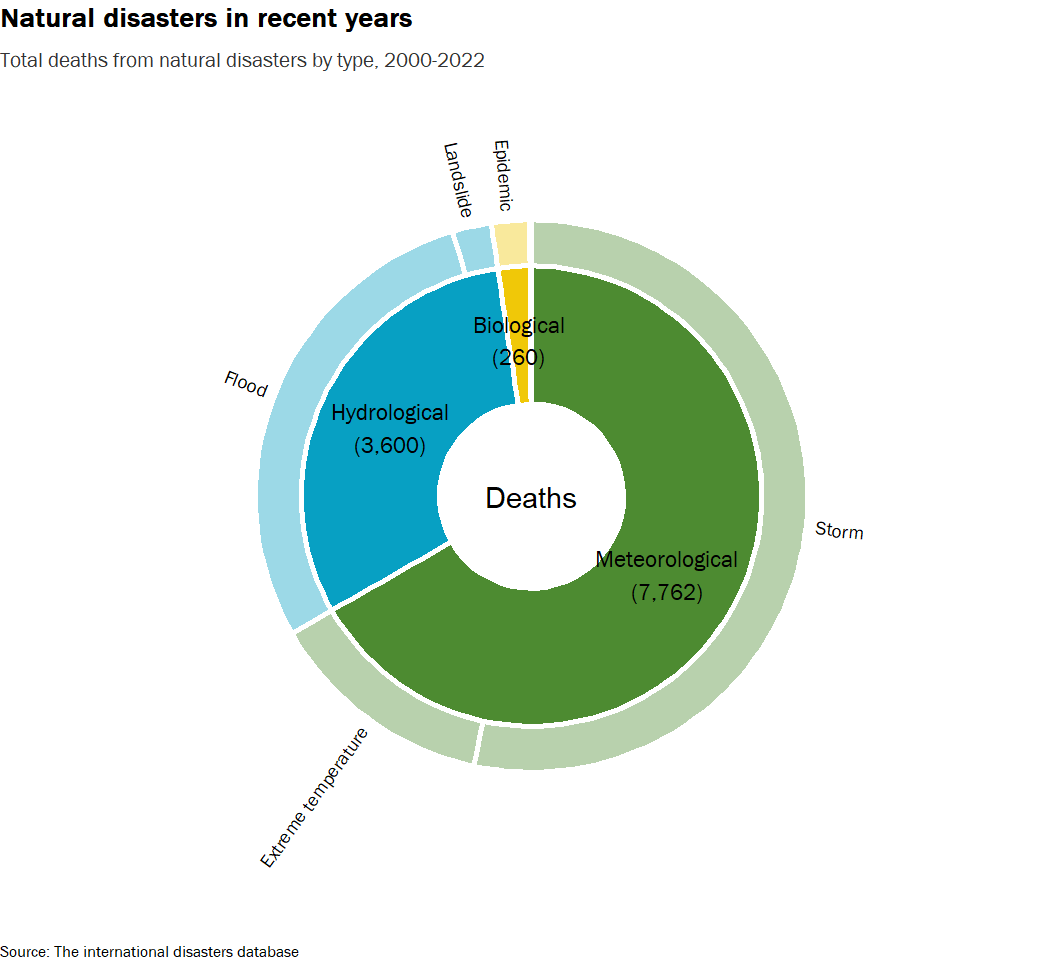 Natural disasters in recent years
Total deaths from natural disasters by type, 2000-2022
Landslide
Epidemic
Biological
(260)
Flood
Hydrological
(3,600)
Deaths
Storm
Meteorological
(7,762)
Extreme temperature
Source: The international disasters database